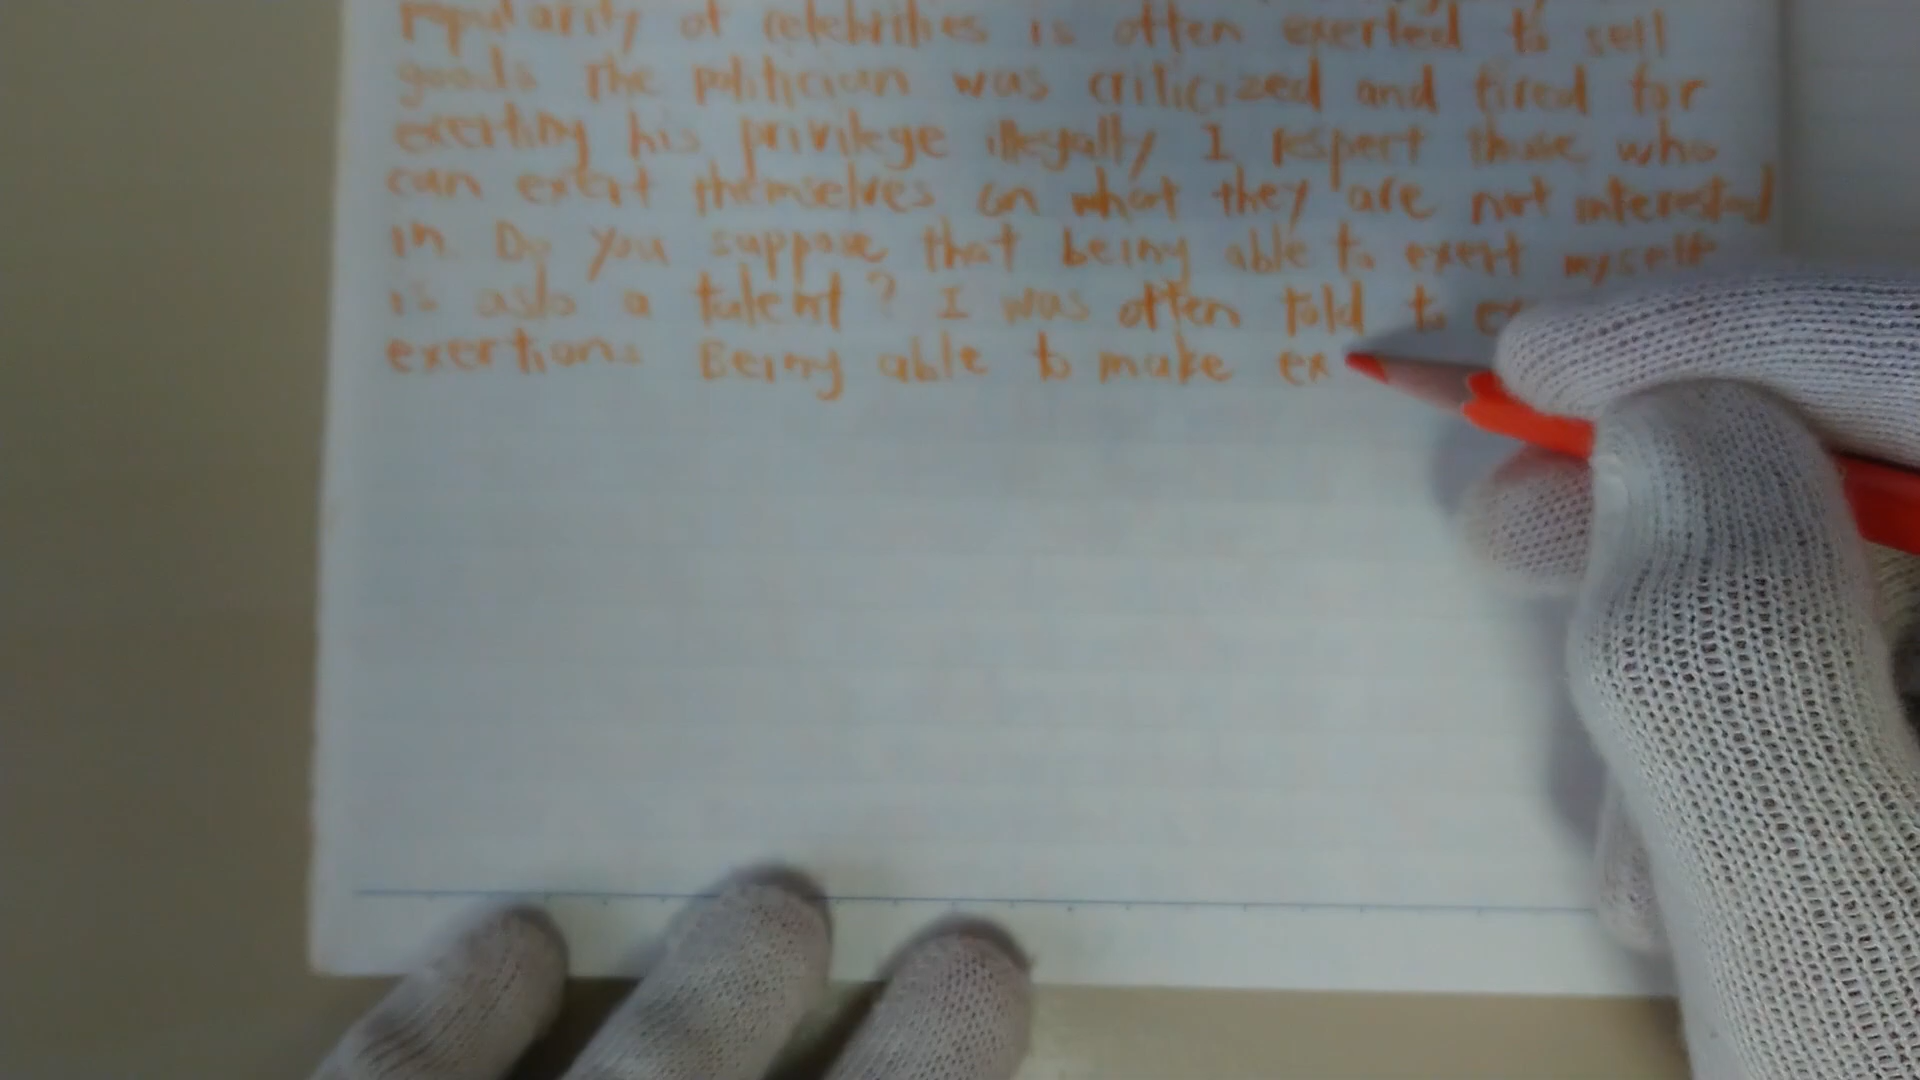 popularity of celebrities is often exerted to sell
goods The politician was criticized and fired for
exerting his privilege illegally I respect those who
can exert themselves on what they are not interested
in. Do you suppose that being able to exert myself
is a talent? I was often told to ex
exertions Being able to make ex